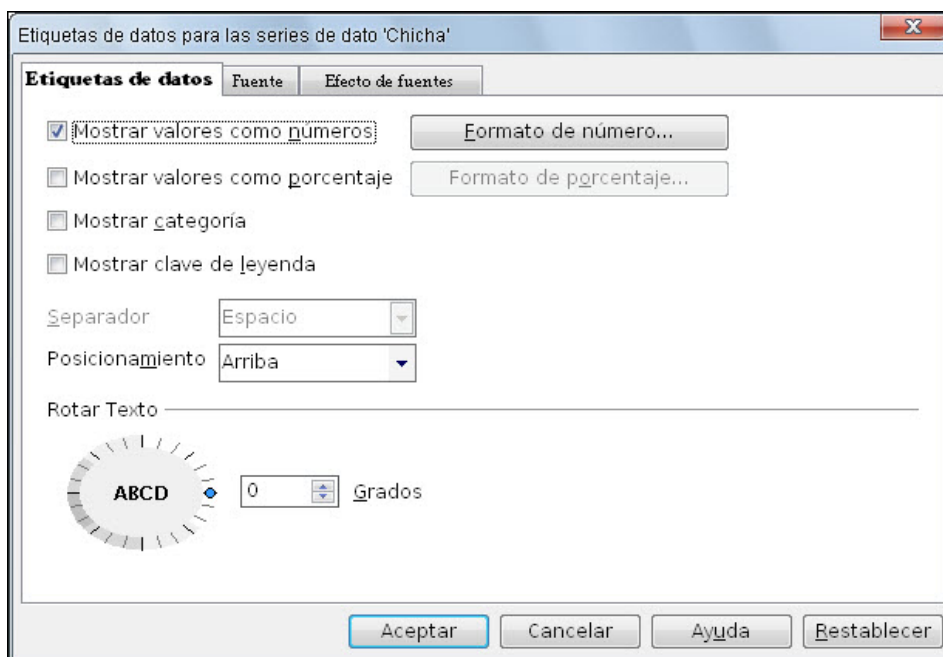 Etiquetas de datos para las series de dato 'Chicha'
Etiquetas de datos Fuente Efecto de fuentes
Mostrar valores como números Formato de número...
Mostrar valores como porcentaje Formato de porcentaje...
Mostrar categoría
Mostrar clave de leyenda
Separador Espacio
Posicionamiento Arriba
Rotar Texto
ABCD 0 Grados
Aceptar Cancelar Ayuda Restablecer